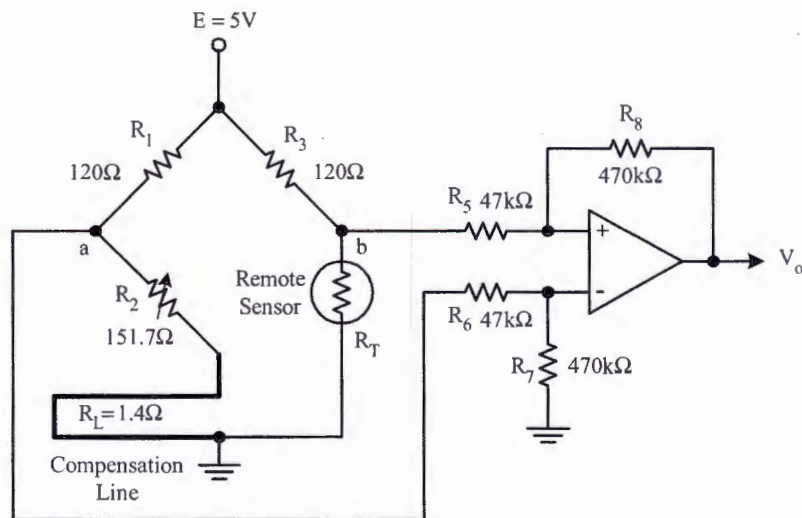 E = 5V
R1
120Ω
R3
120Ω
a
b
R2
151.7Ω
Remote
Sensor
RT
RL=1.4Ω
Compensation
Line
R5 47kΩ
R6 47kΩ
R7 470kΩ
R8
470kΩ
+
-
Vo